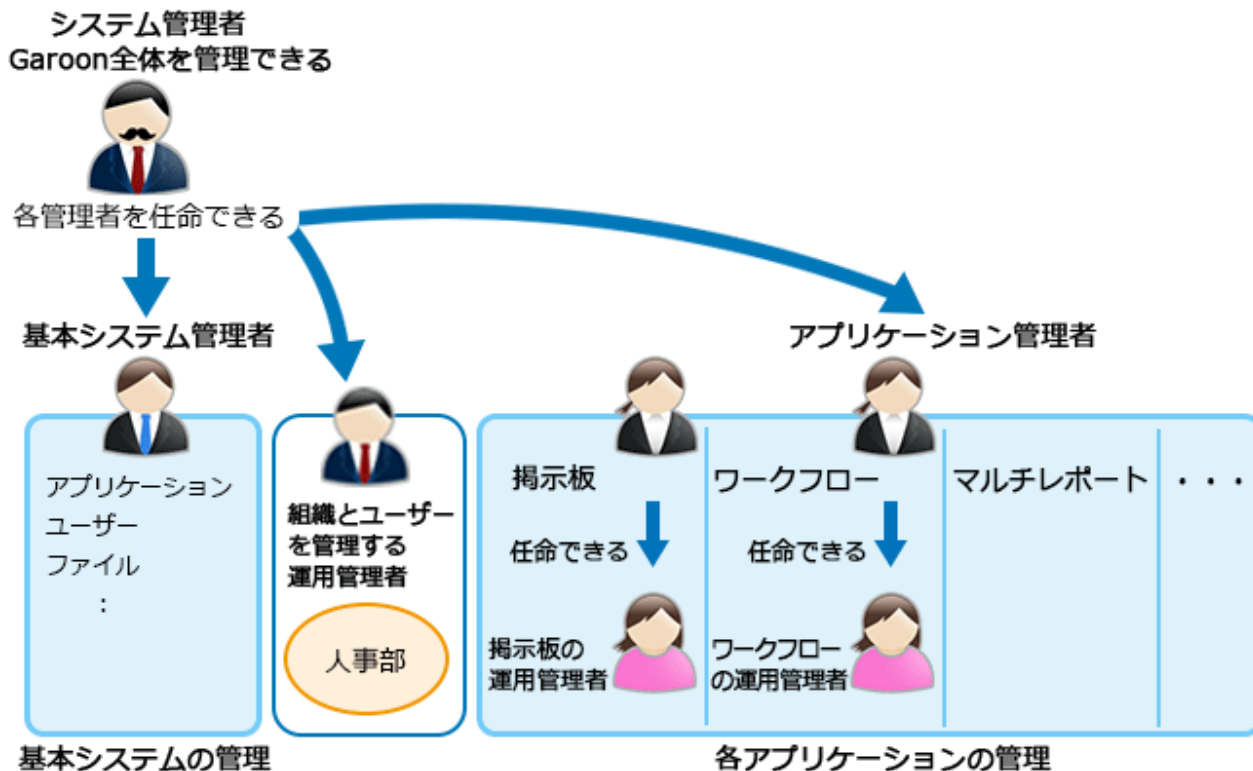 システム管理者
Garoon全体を管理できる
各管理者を任命できる
基本システム管理者
アプリケーション管理者
アプリケーション
ユーザー
ファイル
:
組織とユーザー
を管理する
運用管理者
人事部
掲示板
ワークフロー
マルチレポート
・・・
任命できる
任命できる
掲示板の
運用管理者
ワークフロー
の運用管理者
基本システムの管理
各アプリケーションの管理